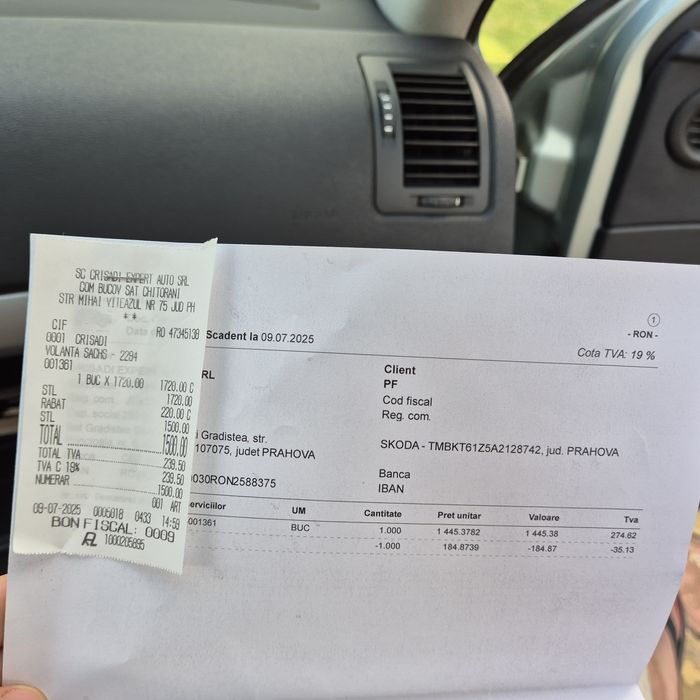 SC CRISADI EXPERT AUTO SRL
COM BUCOV SAT CHITORANI
STR MIHAI VITEAZUL NR 75 JUD PH
**
CIF RO 47345138
0001 CRISADI
VOLANTA SACHS - 2294
001361
1 BUC X 1720.00 1720.00 C
STL 1720.00
RABAT 220.00 C
STL 1500.00
TOTAL 1500.00
TOTAL TVA 239.50
TVA C 19% 239.50
NUMERAR 1500.00
001 ART
09-07-2025 0005018 0433 14:59
BON FISCAL: 0009
1000205895
1
- RON -
Scadent la 09.07.2025
Cota TVA: 19 %
RL
Client
PF
Cod fiscal
Reg. com.
i Gradistea, str.
107075, judet PRAHOVA
SKODA - TMBKT61Z5A2128742, jud. PRAHOVA
Banca
IBAN
0030RON2588375
erviciilor UM Cantitate Pret unitar Valoare Tva
001361 BUC 1.000 1 445.3782 1 445.38 274.62
-1.000 184.8739 -184.87 -35.13